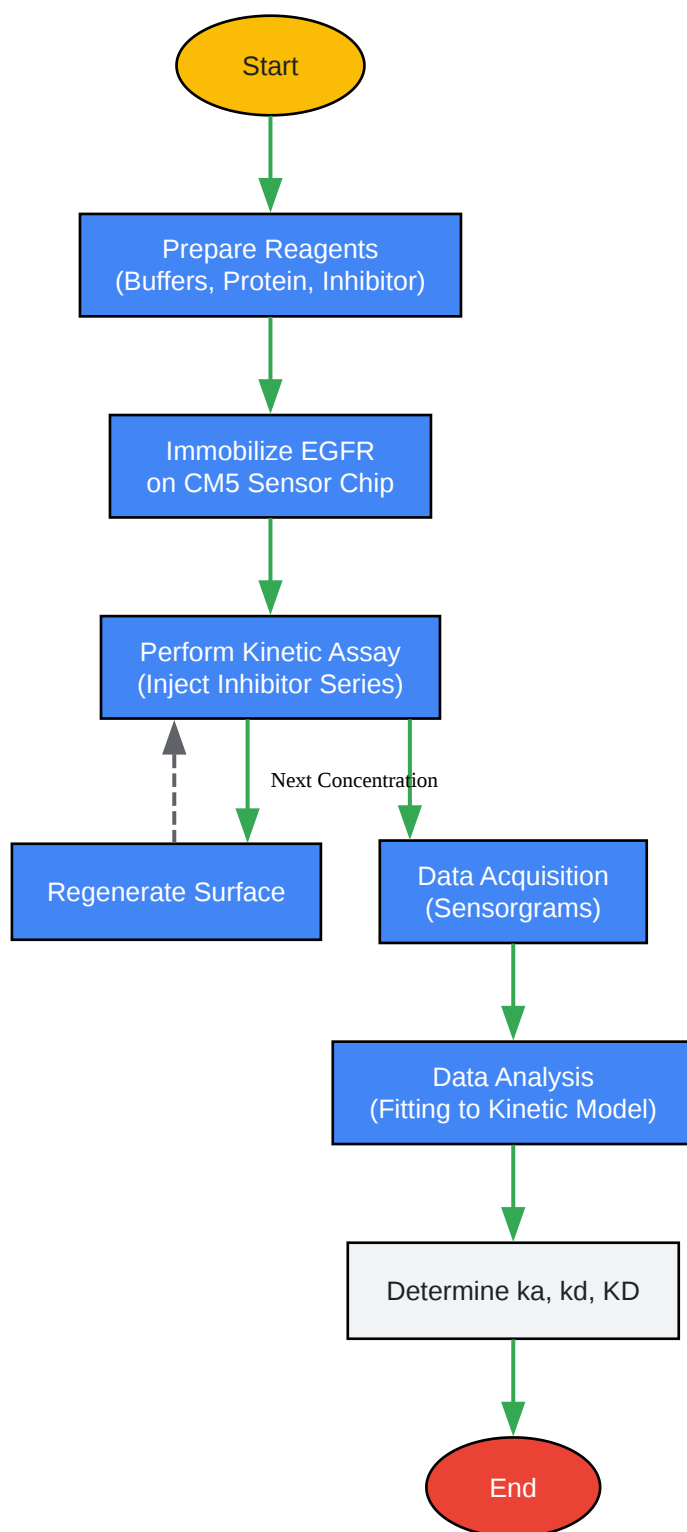 Start
Prepare Reagents
(Buffers, Protein, Inhibitor)
Immobilize EGFR
on CM5 Sensor Chip
Perform Kinetic Assay
(Inject Inhibitor Series)
Next Concentration
Regenerate Surface
Data Acquisition
(Sensorgrams)
Data Analysis
(Fitting to Kinetic Model)
Determine ka, kd, KD
End